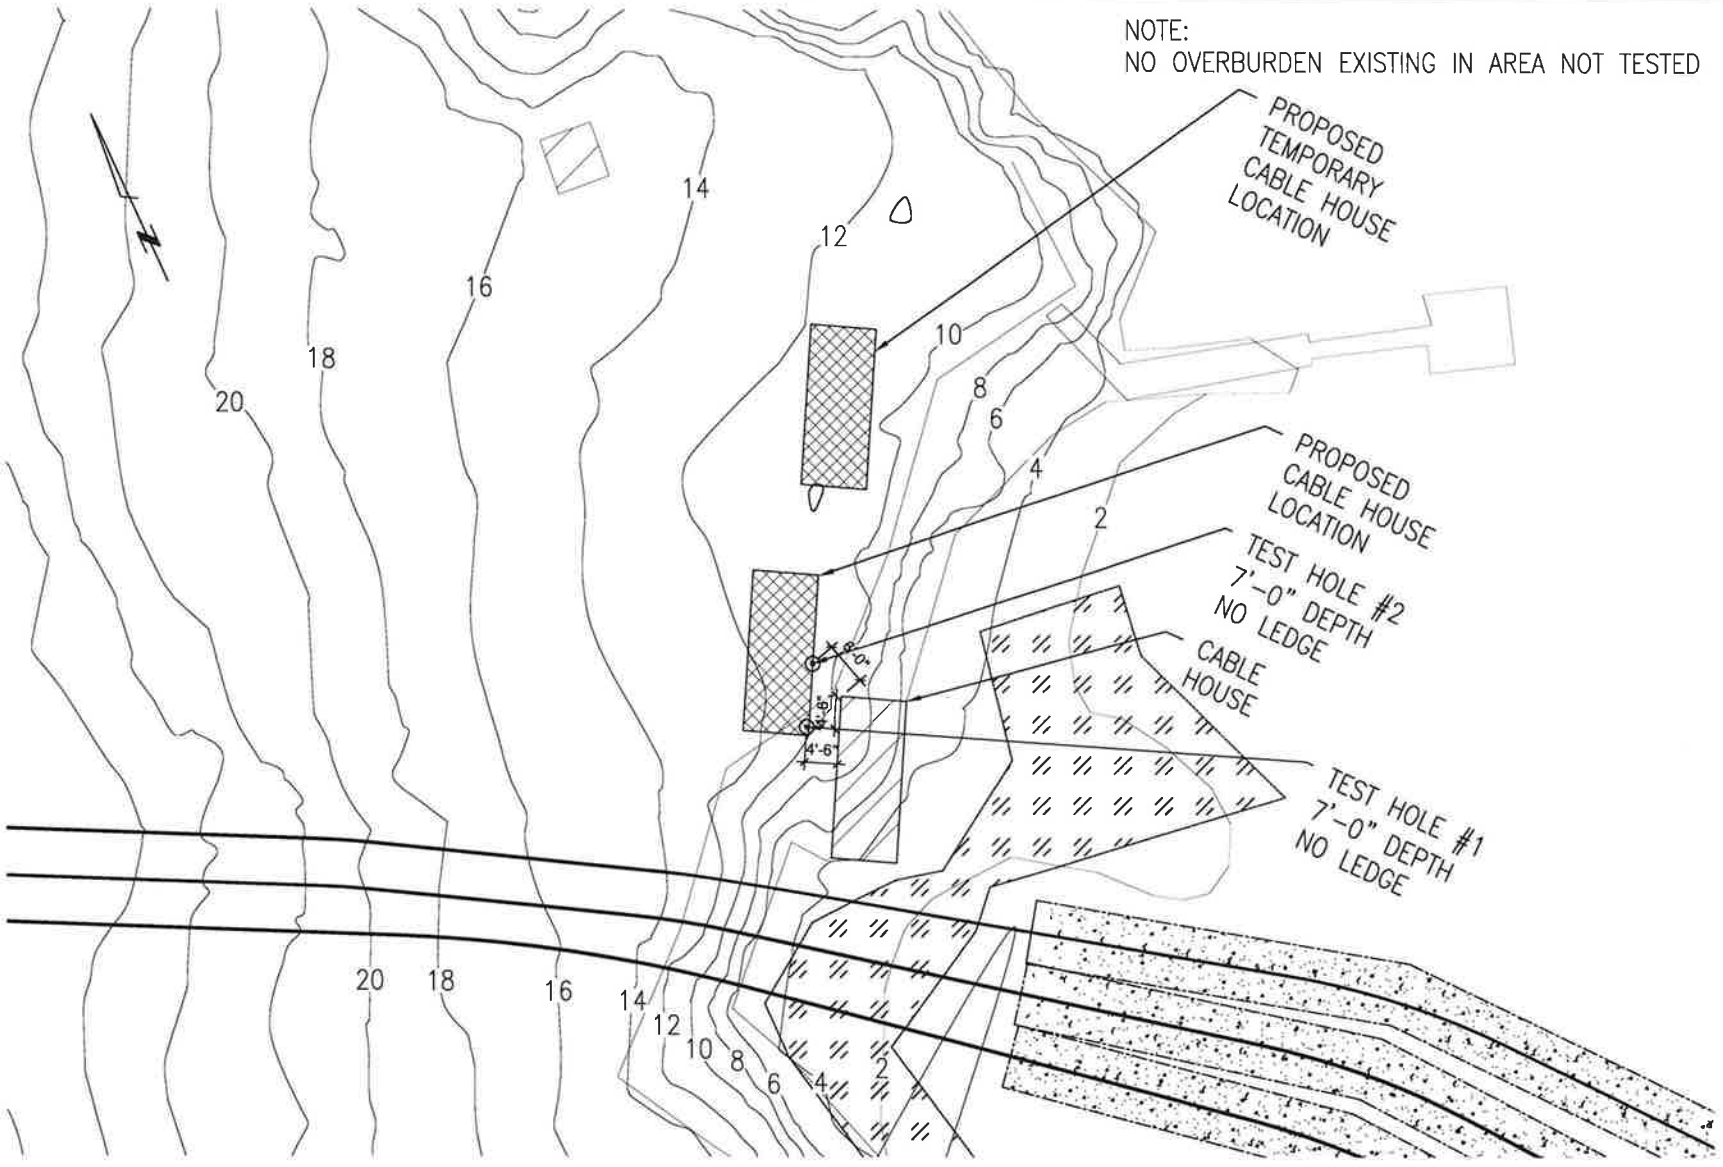 NOTE:
NO OVERBURDEN EXISTING IN AREA NOT TESTED
PROPOSED
TEMPORARY
CABLE HOUSE
LOCATION
14
12
16
10
18
8
20
6
PROPOSED
CABLE HOUSE
LOCATION
4
2
TEST HOLE #2
7'-0" DEPTH
NO LEDGE
CABLE
HOUSE
8'-0"
4'-6"
4'-6"
TEST HOLE #1
7'-0" DEPTH
NO LEDGE
20
18
16
14
12
10
8
6
4
2